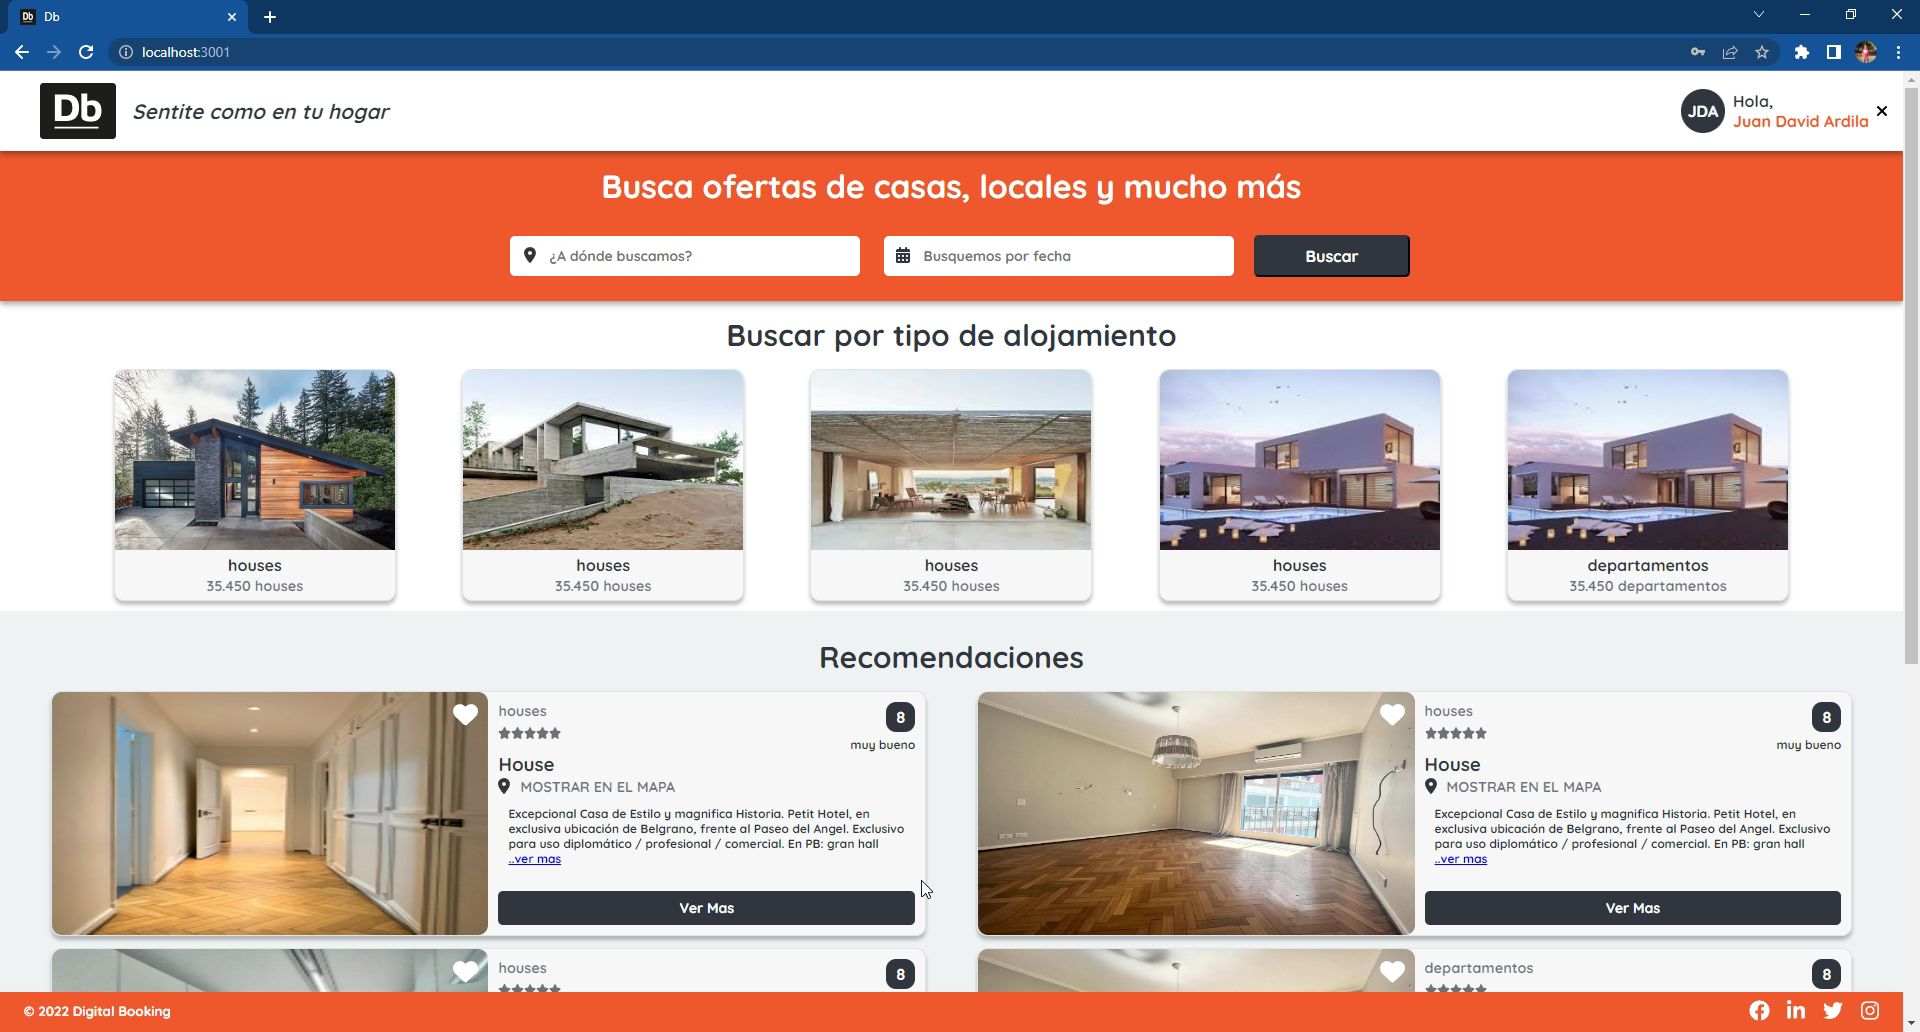 Db
localhost:3001
Db
Sentite como en tu hogar
JDA
Hola,
Juan David Ardila
Busca ofertas de casas, locales y mucho más
¿A dónde buscamos?
Busquemos por fecha
Buscar
Buscar por tipo de alojamiento
houses
35.450 houses
houses
35.450 houses
houses
35.450 houses
houses
35.450 houses
departamentos
35.450 departamentos
Recomendaciones
houses
8
muy bueno
House
MOSTRAR EN EL MAPA
Excepcional Casa de Estilo y magnifica Historia. Petit Hotel, en
exclusiva ubicación de Belgrano, frente al Paseo del Angel. Exclusivo
para uso diplomático / profesional / comercial. En PB: gran hall
..ver mas
Ver Mas
houses
8
muy bueno
House
MOSTRAR EN EL MAPA
Excepcional Casa de Estilo y magnifica Historia. Petit Hotel, en
exclusiva ubicación de Belgrano, frente al Paseo del Angel. Exclusivo
para uso diplomático / profesional / comercial. En PB: gran hall
..ver mas
Ver Mas
houses
8
departamentos
8
© 2022 Digital Booking